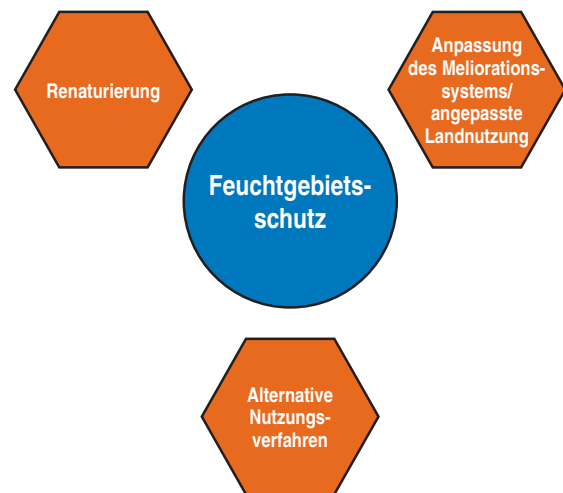 Renaturierung
Anpassung
des Meliorations-
systems/
angepasste
Landnutzung
Feuchtgebiets-
schutz
Alternative
Nutzungs-
verfahren